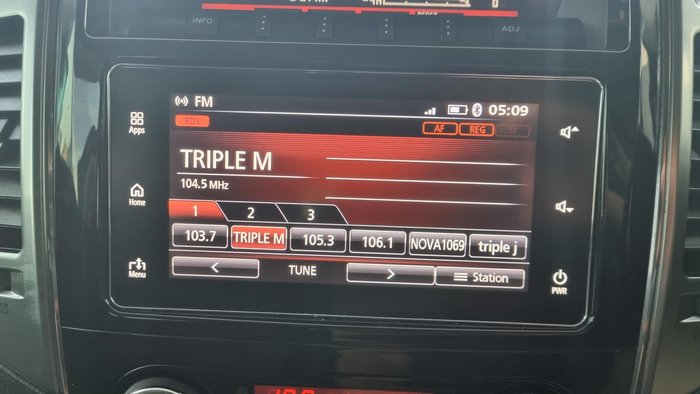 INFO
RESET
ADJ
FM
05:09
RDS
AF REG TP
Apps
TRIPLE M
104.5 MHz
Home
1 2 3
103.7 TRIPLE M 105.3 106.1 NOVA1069 triple j
Menu
< TUNE > Station
PWR